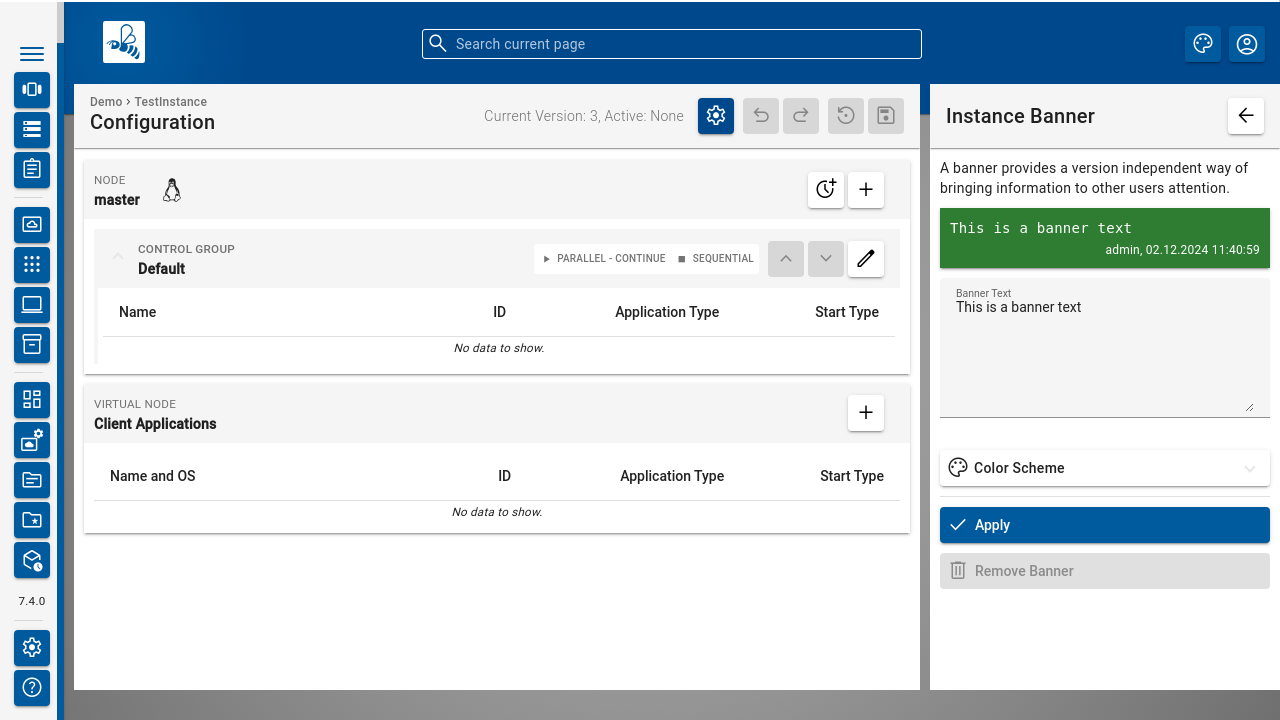 Search current page
Demo › TestInstance
Configuration
Current Version: 3, Active: None
NODE
master
CONTROL GROUP
Default
PARALLEL - CONTINUE
SEQUENTIAL
Name ID Application Type Start Type
No data to show.
VIRTUAL NODE
Client Applications
Name and OS ID Application Type Start Type
No data to show.
7.4.0
Instance Banner
A banner provides a version independent way of
bringing information to other users attention.
This is a banner text
admin, 02.12.2024 11:40:59
Banner Text
This is a banner text
Color Scheme
Apply
Remove Banner